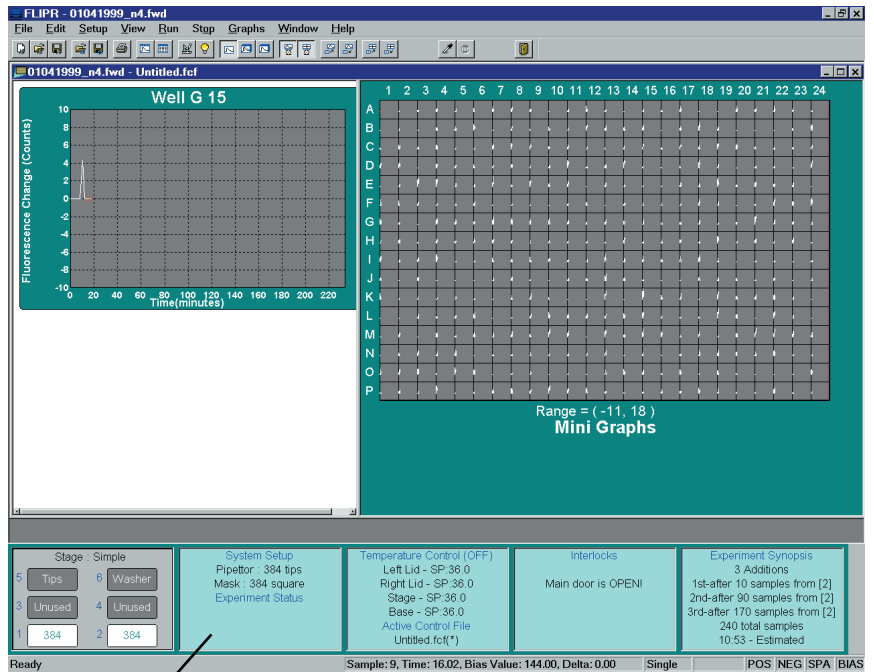 FLIPR - 01041999_n4.fwd
File Edit Setup View Run Stop Graphs Window Help
01041999_n4.fwd - Untitled.fcf
Well G 15
Fluorescence Change (Counts)
10
8
6
4
2
0
-2
-4
-6
-8
-10
0 20 40 60 80 100 120 140 160 180 200 220
Time(minutes)
1 2 3 4 5 6 7 8 9 10 11 12 13 14 15 16 17 18 19 20 21 22 23 24
A
B
C
D
E
F
G
H
I
J
K
L
M
N
O
P
Range = ( -11, 18 )
Mini Graphs
Stage : Simple
5 Tips 6 Washer
3 Unused 4 Unused
1 384 2 384
System Setup
Pipettor : 384 tips
Mask : 384 square
Experiment Status
Temperature Control (OFF)
Left Lid - SP:36.0
Right Lid - SP:36.0
Stage - SP:36.0
Base - SP:36.0
Active Control File
Untitled.fcf(*)
Interlocks
Main door is OPEN!
Experiment Synopsis
3 Additions
1st-after 10 samples from [2]
2nd-after 90 samples from [2]
3rd-after 170 samples from [2]
240 total samples
10:53 - Estimated
Ready Sample: 9, Time: 16.02, Bias Value: 144.00, Delta: 0.00 Single POS NEG SPA BIAS